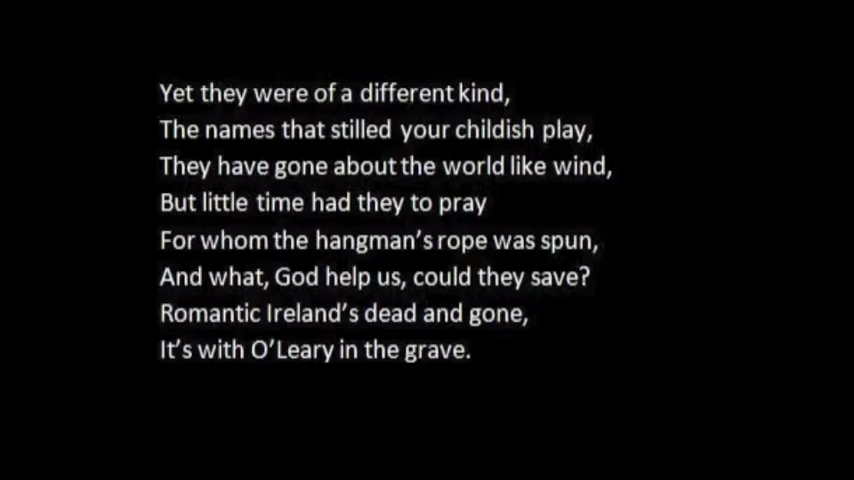 Yet they were of a different kind,
The names that stilled your childish play,
They have gone about the world like wind,
But little time had they to pray
For whom the hangman’s rope was spun,
And what, God help us, could they save?
Romantic Ireland’s dead and gone,
It’s with O’Leary in the grave.